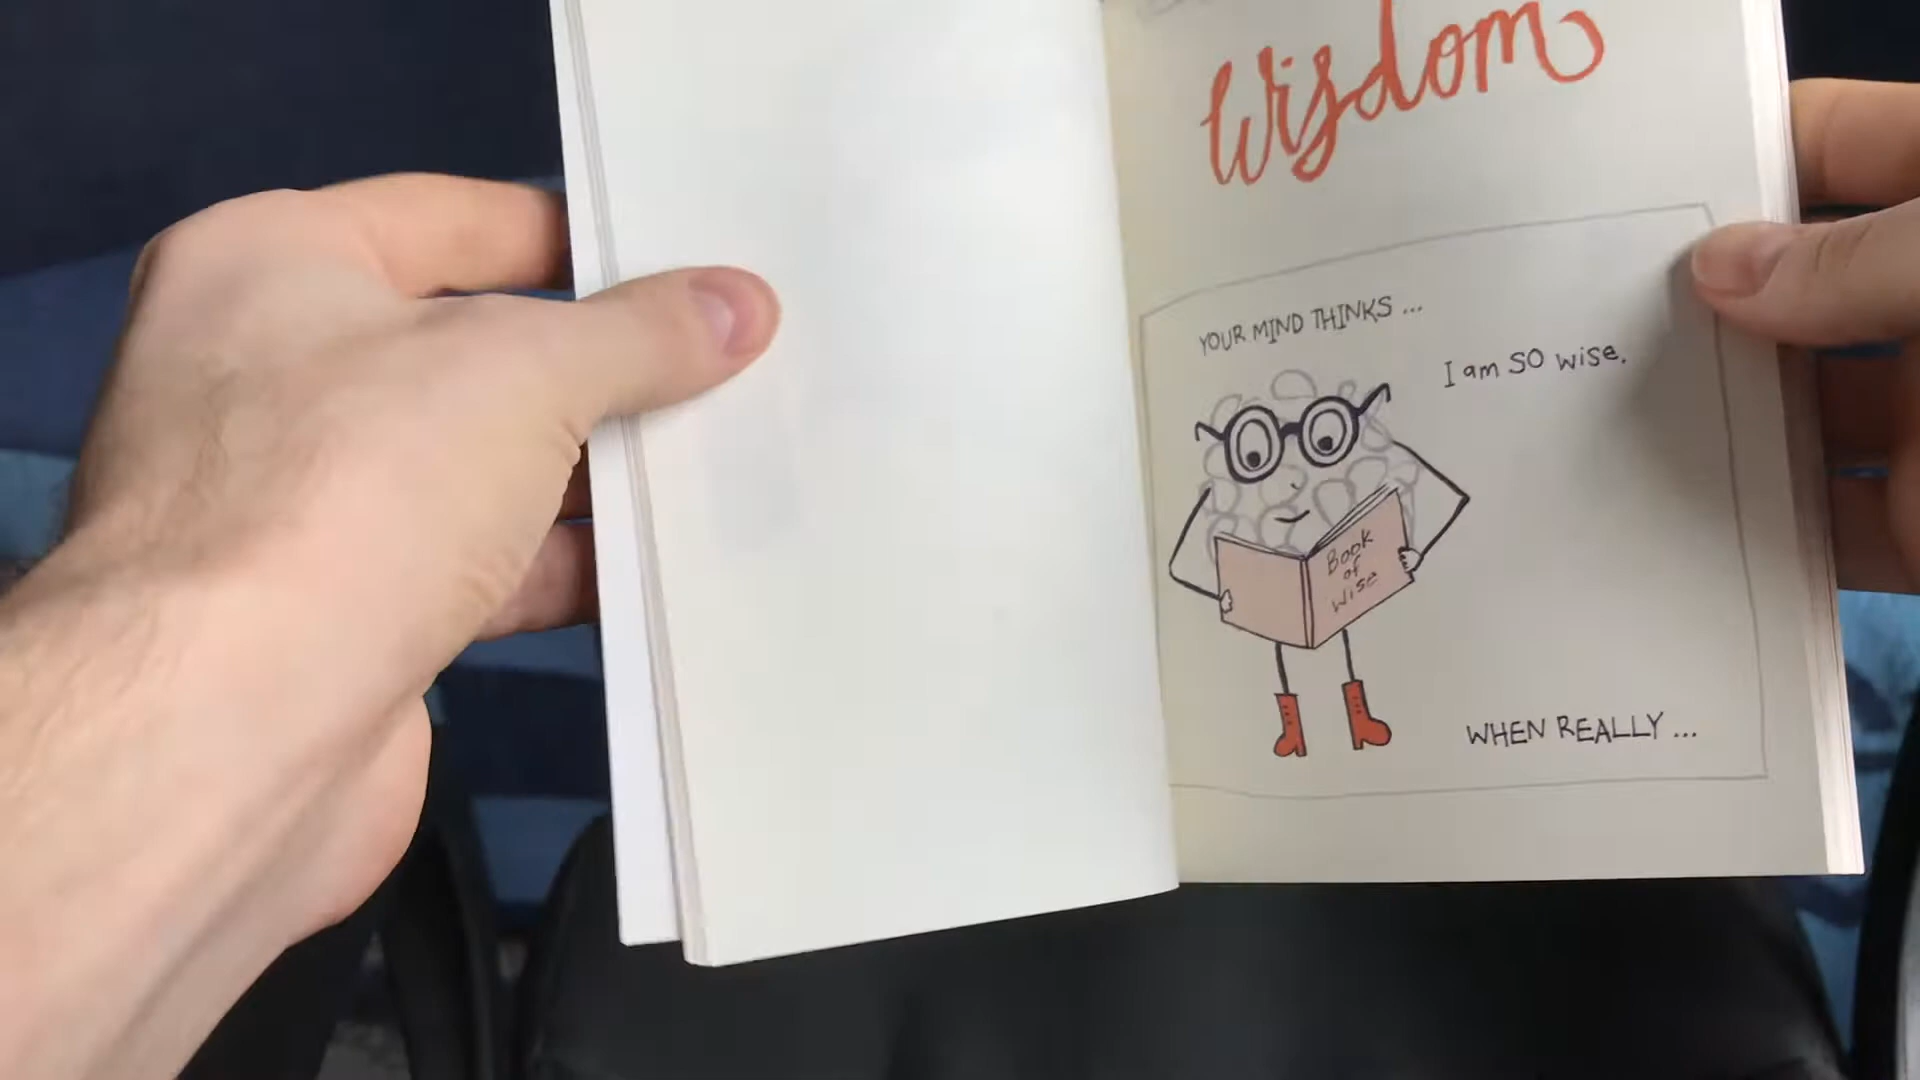 Wisdom
YOUR MIND THINKS ...
I am SO wise.
Book
of
wise
WHEN REALLY ...